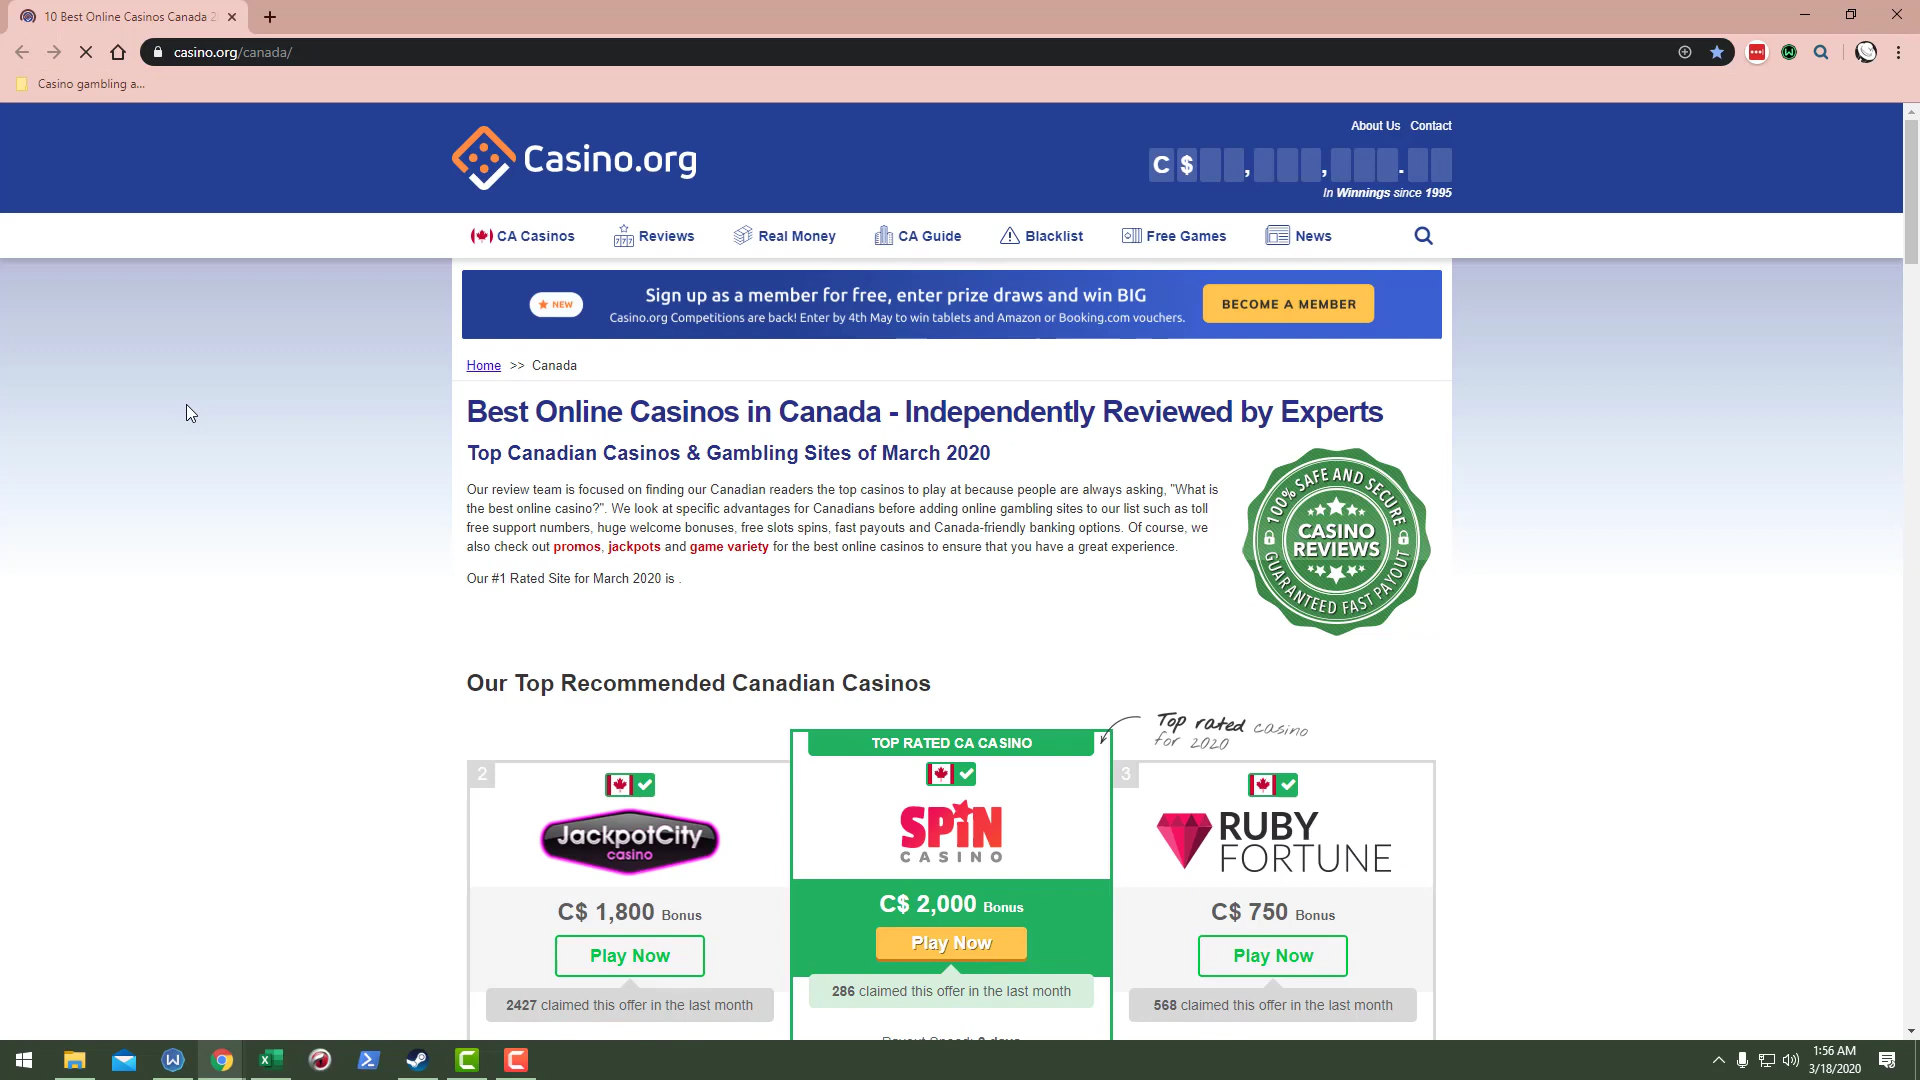 10 Best Online Casinos Canada 2
casino.org/canada/
Casino gambling a...
Casino.org
About Us Contact
C $ , , .
In Winnings since 1995
CA Casinos Reviews Real Money CA Guide Blacklist Free Games News
NEW
Sign up as a member for free, enter prize draws and win BIG
Casino.org Competitions are back! Enter by 4th May to win tablets and Amazon or Booking.com vouchers.
BECOME A MEMBER
Home >> Canada
Best Online Casinos in Canada - Independently Reviewed by Experts
Top Canadian Casinos & Gambling Sites of March 2020
Our review team is focused on finding our Canadian readers the top casinos to play at because people are always asking, "What is
the best online casino?". We look at specific advantages for Canadians before adding online gambling sites to our list such as toll
free support numbers, huge welcome bonuses, free slots spins, fast payouts and Canada-friendly banking options. Of course, we
also check out promos, jackpots and game variety for the best online casinos to ensure that you have a great experience.
Our #1 Rated Site for March 2020 is .
100% SAFE AND SECURE
CASINO
REVIEWS
GUARANTEED FAST PAYOUT
Our Top Recommended Canadian Casinos
Top rated casino
for 2020
2
JackpotCity
casino
C$ 1,800 Bonus
Play Now
2427 claimed this offer in the last month
TOP RATED CA CASINO
SPIN
CASINO
C$ 2,000 Bonus
Play Now
286 claimed this offer in the last month
3
RUBY
FORTUNE
C$ 750 Bonus
Play Now
568 claimed this offer in the last month
1:56 AM
3/18/2020